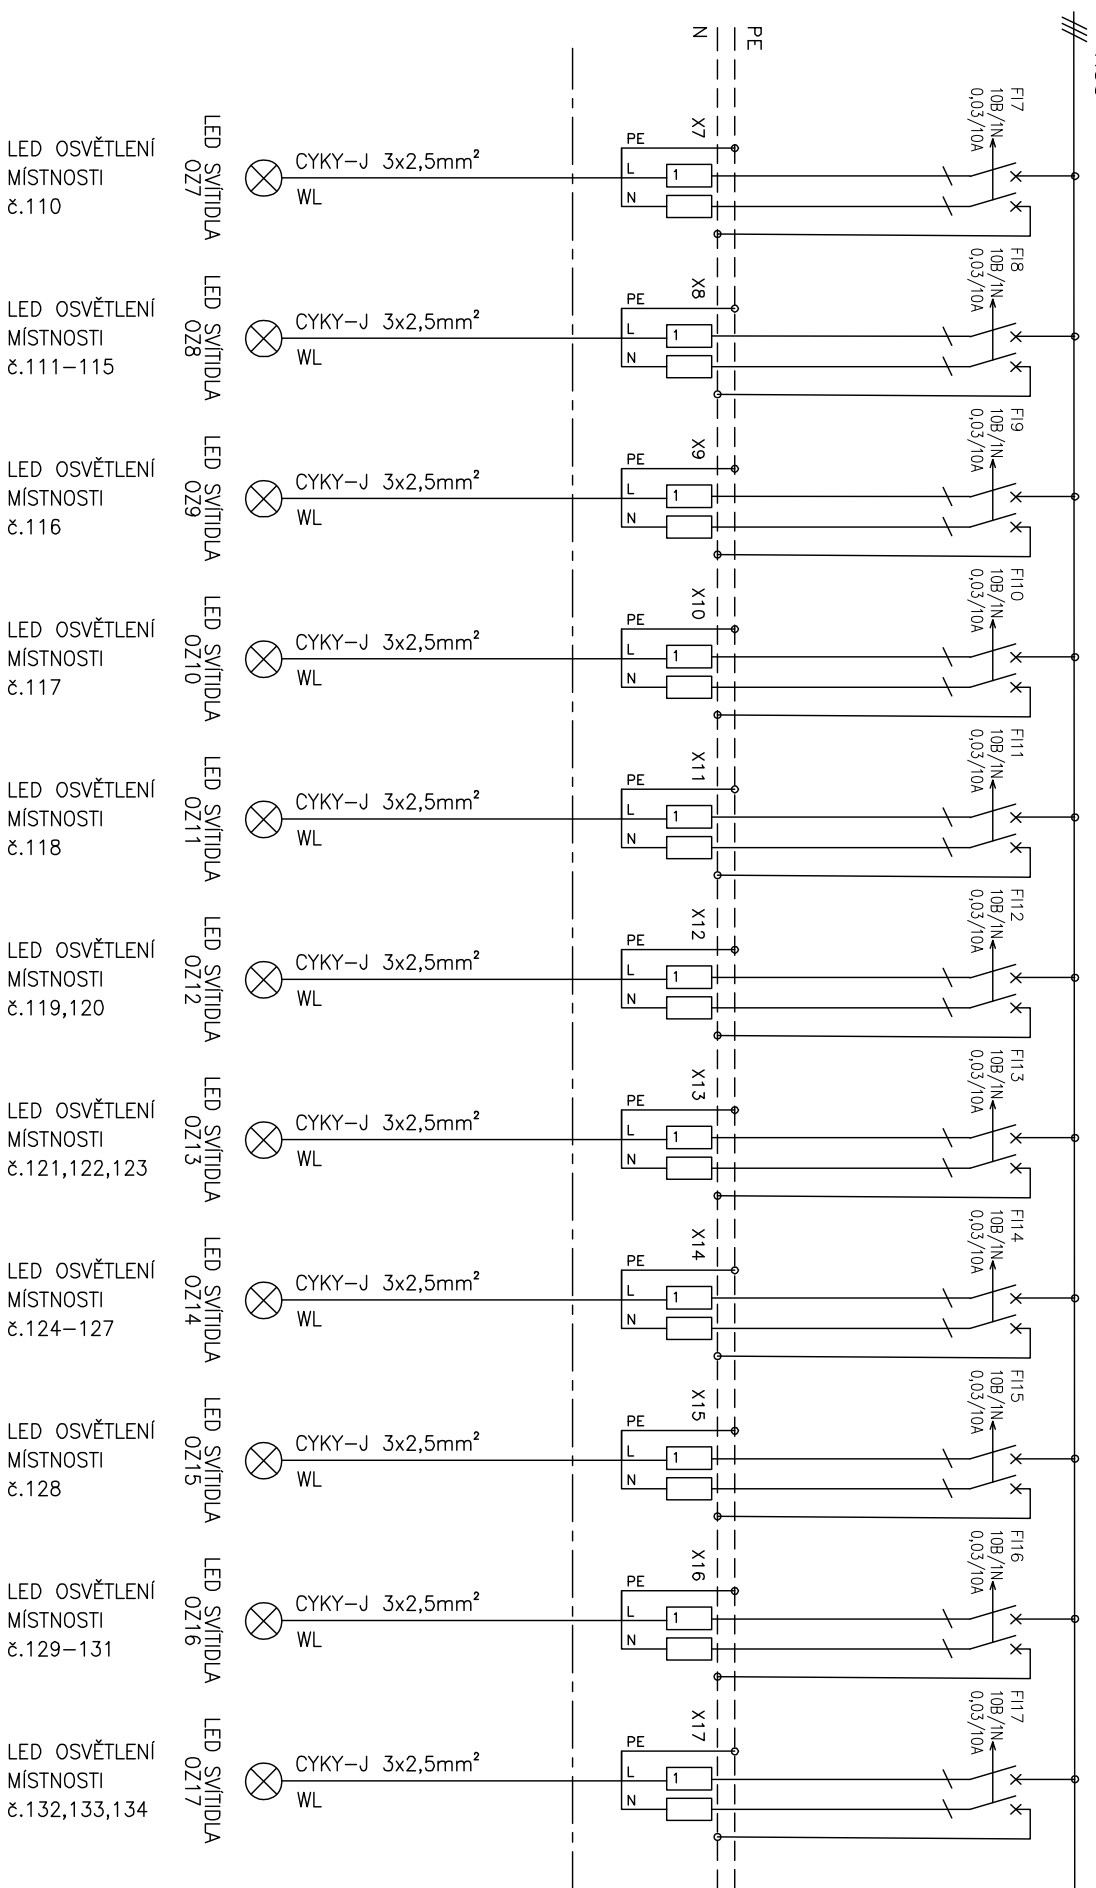 PE
N
FI7
10B/1N
0,03/10A
X7
PE
L
1
N
CYKY-J 3x2,5mm²
WL
LED SVÍTIDLA
OZ7
LED OSVĚTLENÍ
MÍSTNOSTI
č.110
FI8
10B/1N
0,03/10A
X8
PE
L
1
N
CYKY-J 3x2,5mm²
WL
LED SVÍTIDLA
OZ8
LED OSVĚTLENÍ
MÍSTNOSTI
č.111-115
FI9
10B/1N
0,03/10A
X9
PE
L
1
N
CYKY-J 3x2,5mm²
WL
LED SVÍTIDLA
OZ9
LED OSVĚTLENÍ
MÍSTNOSTI
č.116
FI10
10B/1N
0,03/10A
X10
PE
L
1
N
CYKY-J 3x2,5mm²
WL
LED SVÍTIDLA
OZ10
LED OSVĚTLENÍ
MÍSTNOSTI
č.117
FI11
10B/1N
0,03/10A
X11
PE
L
1
N
CYKY-J 3x2,5mm²
WL
LED SVÍTIDLA
OZ11
LED OSVĚTLENÍ
MÍSTNOSTI
č.118
FI12
10B/1N
0,03/10A
X12
PE
L
1
N
CYKY-J 3x2,5mm²
WL
LED SVÍTIDLA
OZ12
LED OSVĚTLENÍ
MÍSTNOSTI
č.119,120
FI13
10B/1N
0,03/10A
X13
PE
L
1
N
CYKY-J 3x2,5mm²
WL
LED SVÍTIDLA
OZ13
LED OSVĚTLENÍ
MÍSTNOSTI
č.121,122,123
FI14
10B/1N
0,03/10A
X14
PE
L
1
N
CYKY-J 3x2,5mm²
WL
LED SVÍTIDLA
OZ14
LED OSVĚTLENÍ
MÍSTNOSTI
č.124-127
FI15
10B/1N
0,03/10A
X15
PE
L
1
N
CYKY-J 3x2,5mm²
WL
LED SVÍTIDLA
OZ15
LED OSVĚTLENÍ
MÍSTNOSTI
č.128
FI16
10B/1N
0,03/10A
X16
PE
L
1
N
CYKY-J 3x2,5mm²
WL
LED SVÍTIDLA
OZ16
LED OSVĚTLENÍ
MÍSTNOSTI
č.129-131
FI17
10B/1N
0,03/10A
X17
PE
L
1
N
CYKY-J 3x2,5mm²
WL
LED SVÍTIDLA
OZ17
LED OSVĚTLENÍ
MÍSTNOSTI
č.132,133,134